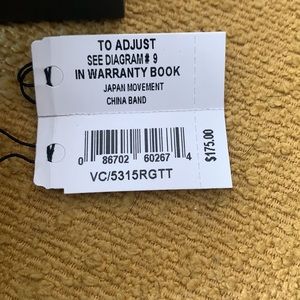 TO ADJUST
SEE DIAGRAM# 9
IN WARRANTY BOOK
JAPAN MOVEMENT
CHINA BAND
0 86702 60267 4
$175.00
VC/5315RGTT